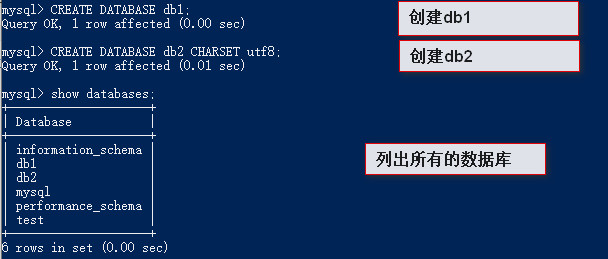 mysql> CREATE DATABASE db1;
创建db1
Query OK, 1 row affected (0.00 sec)
mysql> CREATE DATABASE db2 CHARSET utf8;
创建db2
Query OK, 1 row affected (0.01 sec)
mysql> show databases;
+--------------------+
| Database           |
+--------------------+
| information_schema |
| db1                |
列出所有的数据库
| db2                |
| mysql              |
| performance_schema |
| test               |
+--------------------+
6 rows in set (0.00 sec)